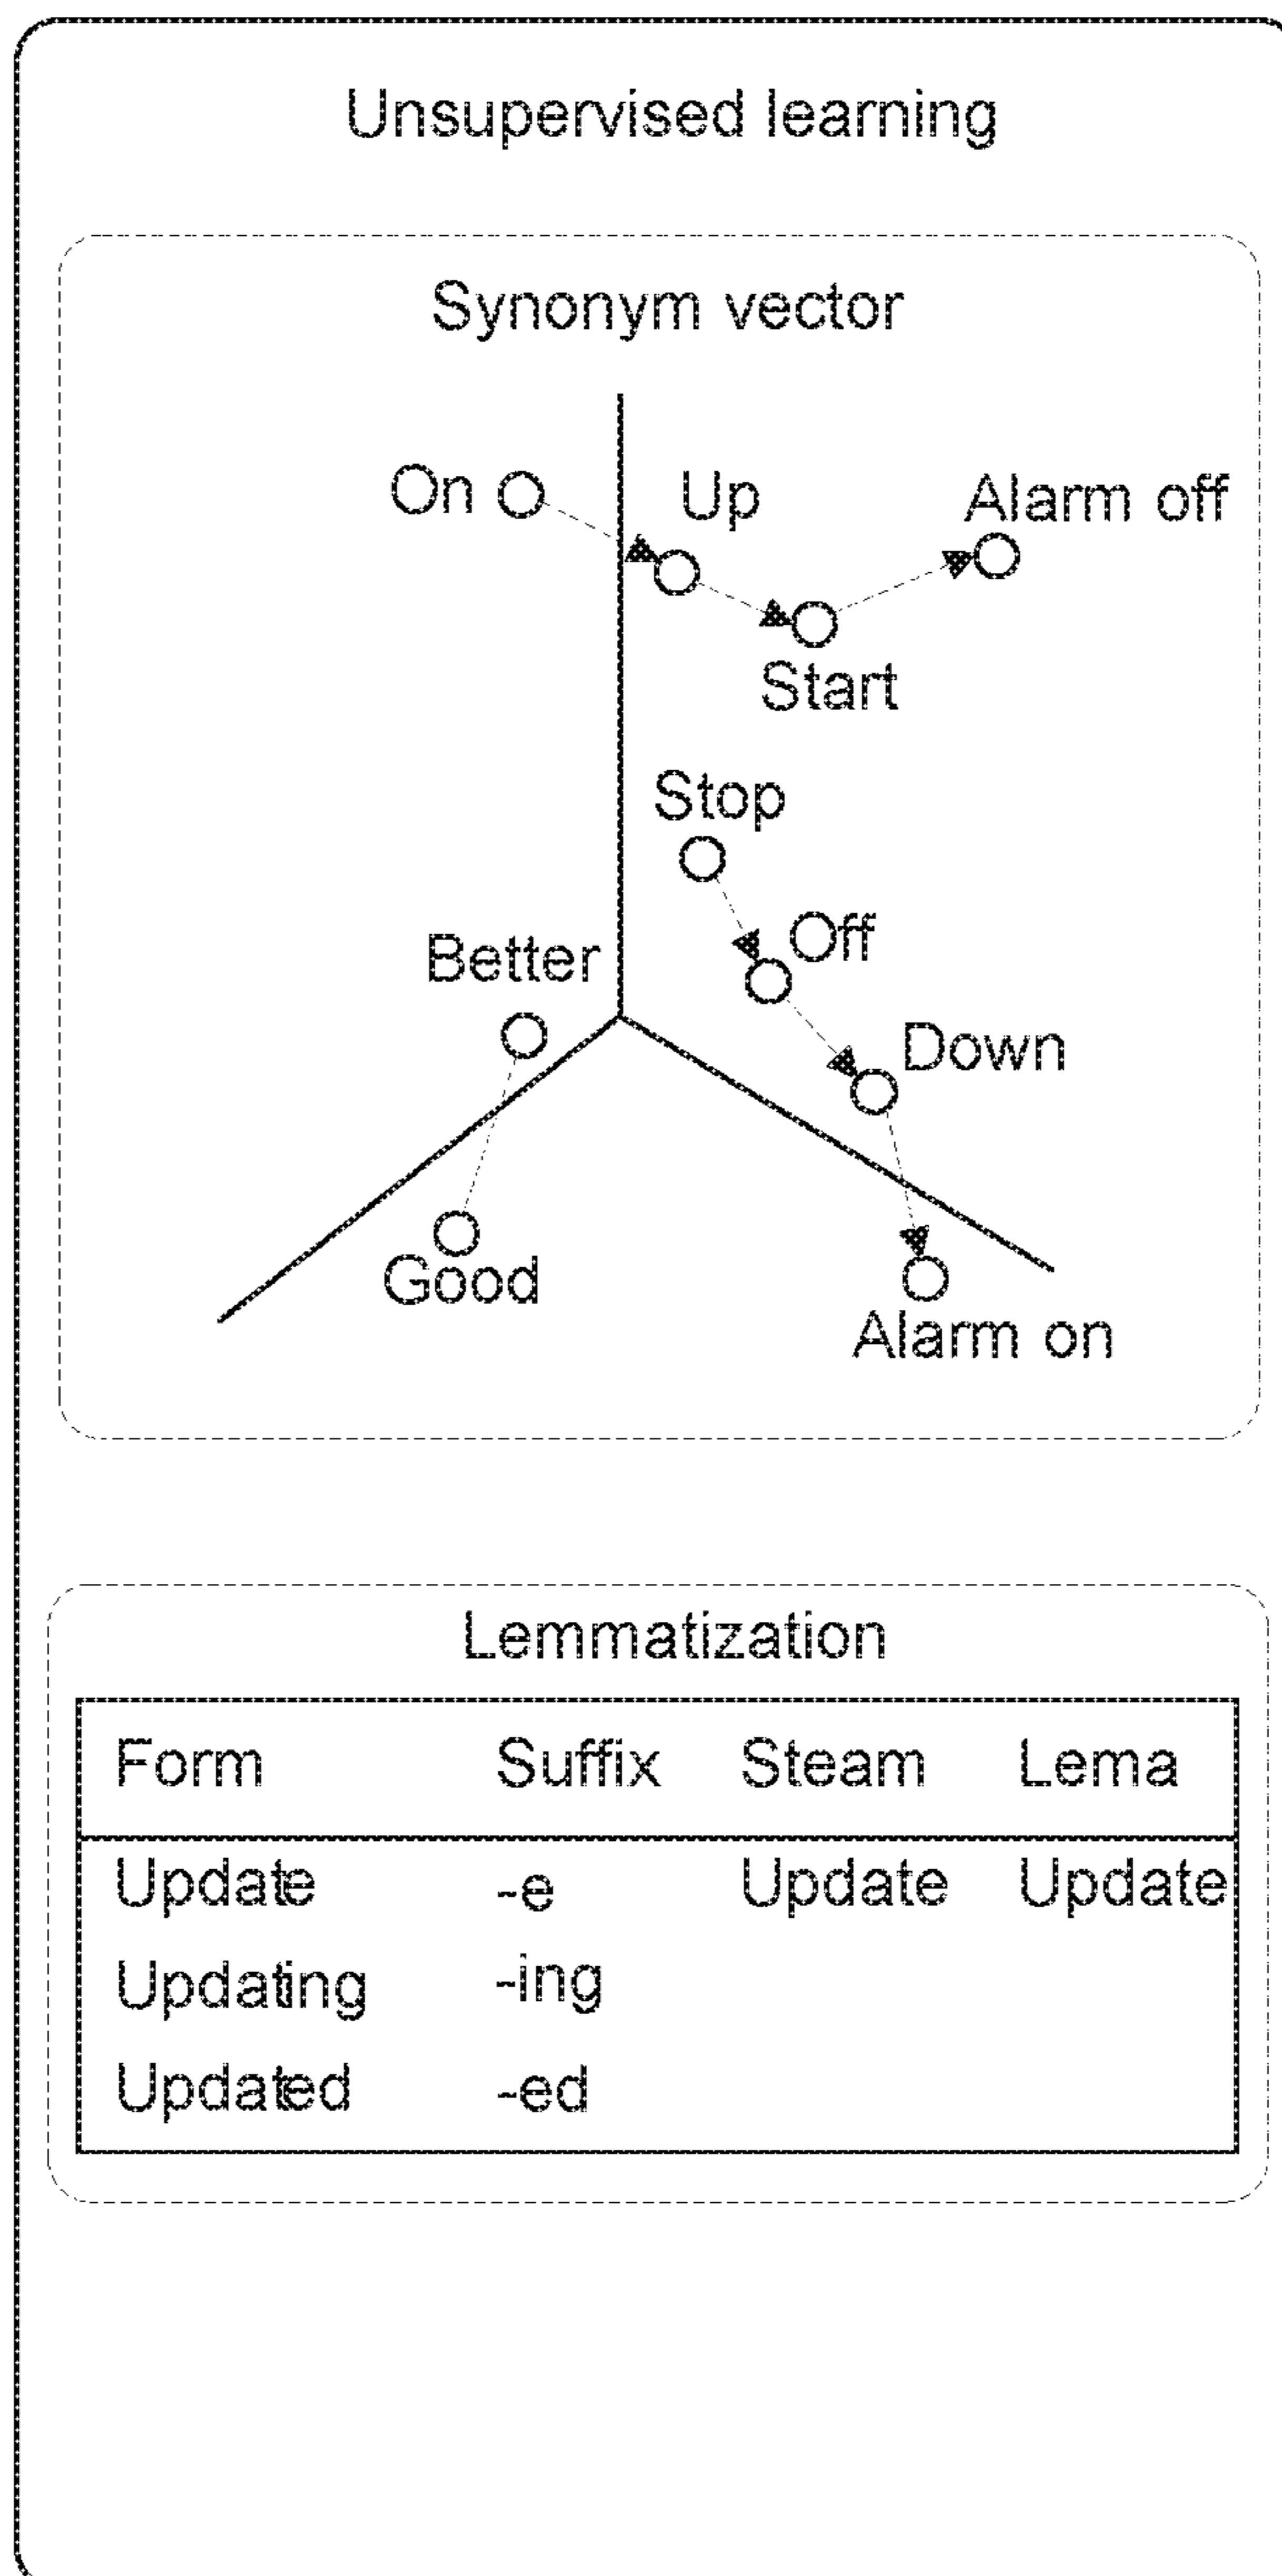 Unsupervised learning
Synonym vector
On
Up
Alarm off
Start
Stop
Off
Better
Down
Good
Alarm on
Lemmatization
Form Suffix Steam Lema
Update -e Update Update
Updating -ing
Updated -ed